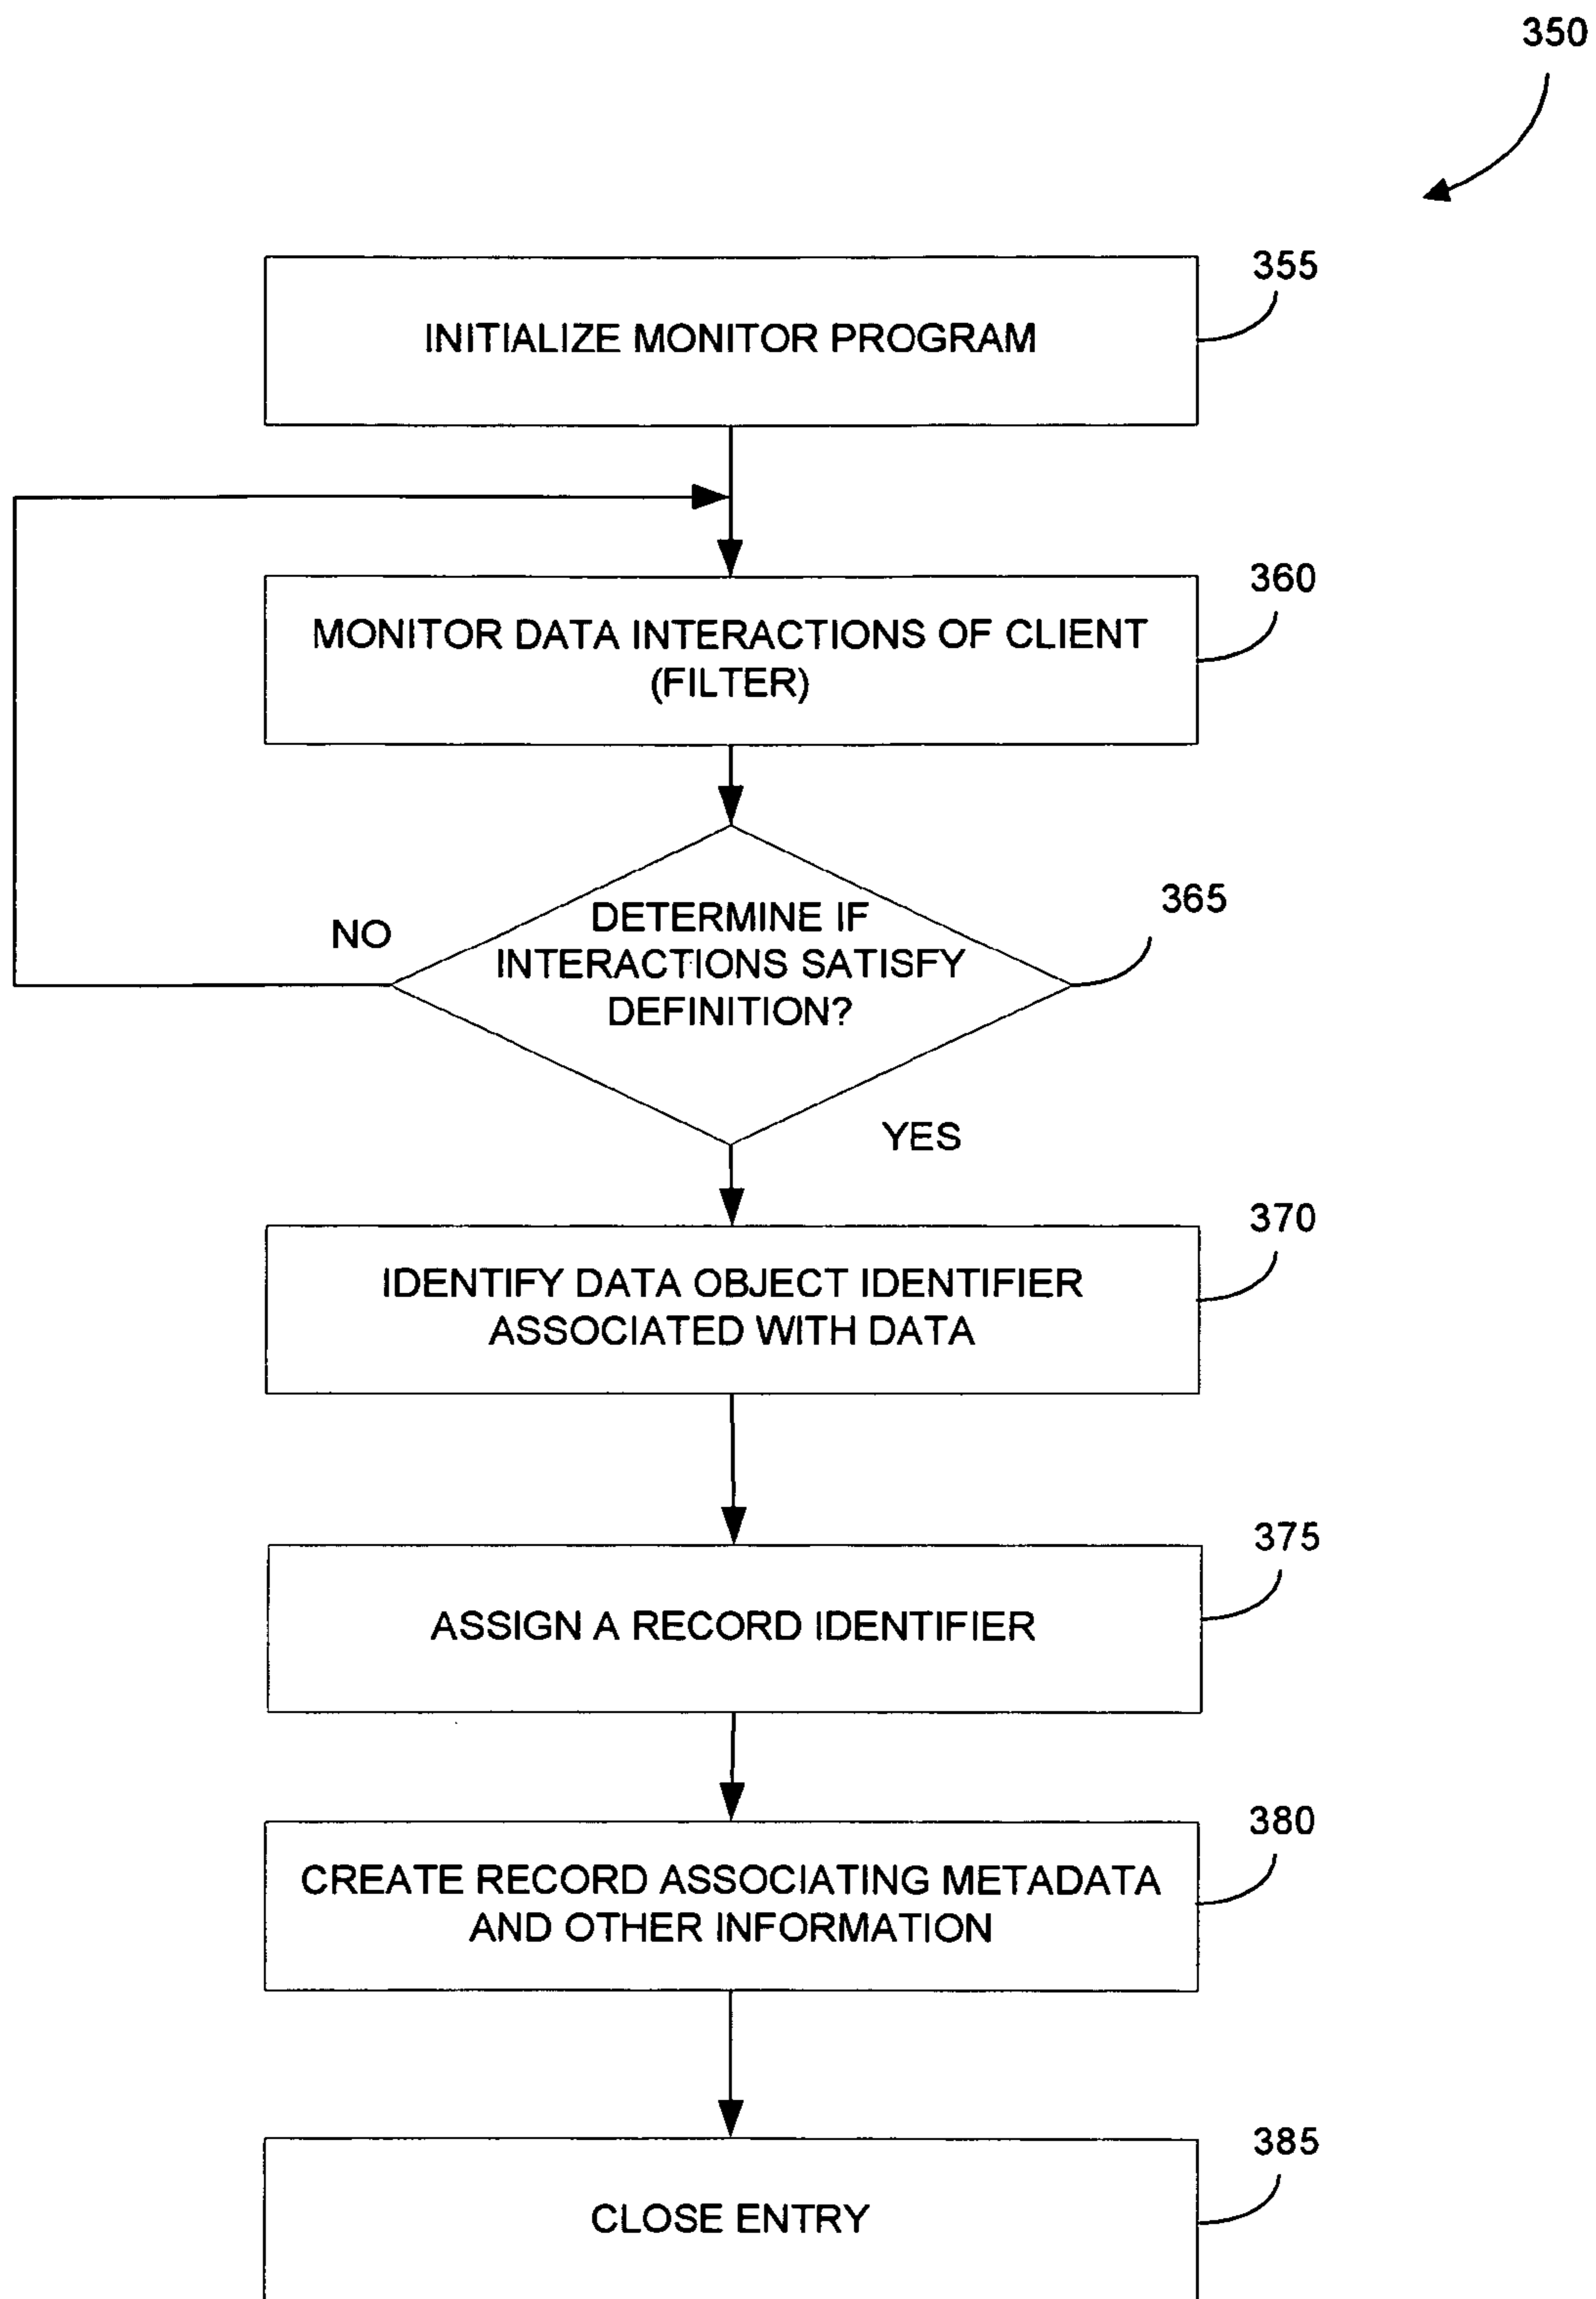 350
355
INITIALIZE MONITOR PROGRAM
360
MONITOR DATA INTERACTIONS OF CLIENT
(FILTER)
365
NO
DETERMINE IF
INTERACTIONS SATISFY
DEFINITION?
YES
370
IDENTIFY DATA OBJECT IDENTIFIER
ASSOCIATED WITH DATA
375
ASSIGN A RECORD IDENTIFIER
380
CREATE RECORD ASSOCIATING METADATA
AND OTHER INFORMATION
385
CLOSE ENTRY